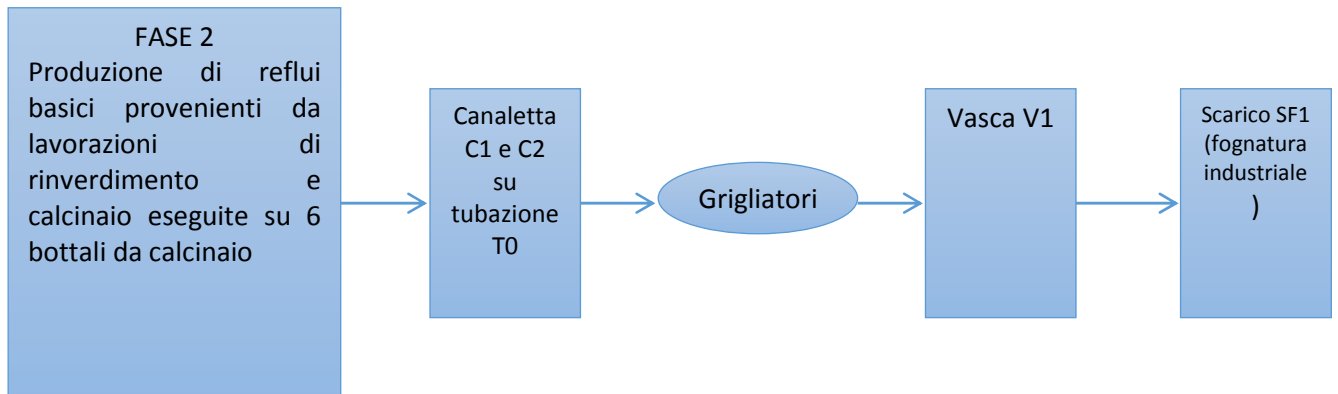 FASE 2
Produzione di reflui
basici provenienti da
lavorazioni di
rinverdimento e
calcinaio eseguite su 6
bottali da calcinaio
Canaletta
C1 e C2
su
tubazione
T0
Grigliatori
Vasca V1
Scarico SF1
(fognatura
industriale
)